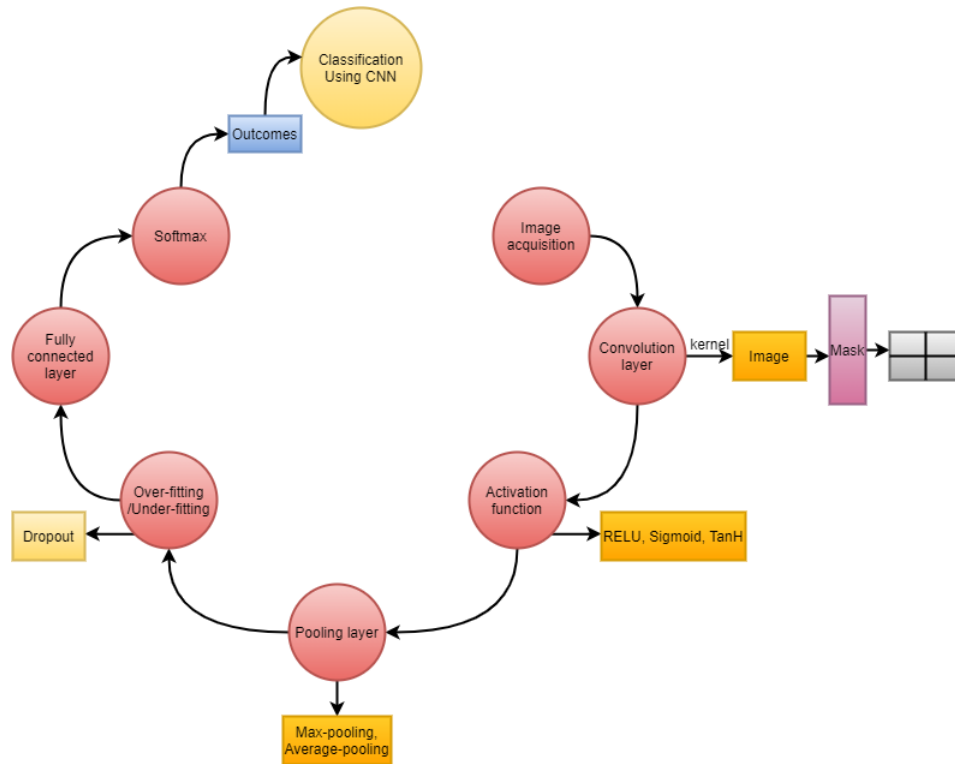 Classification
Using CNN
Outcomes
Softmax
Image
acquisition
Fully
connected
layer
Convolution
layer
kernel
Image
Mask
Over-fitting
/Under-fitting
Activation
function
Dropout
RELU, Sigmoid, TanH
Pooling layer
Max-pooling,
Average-pooling